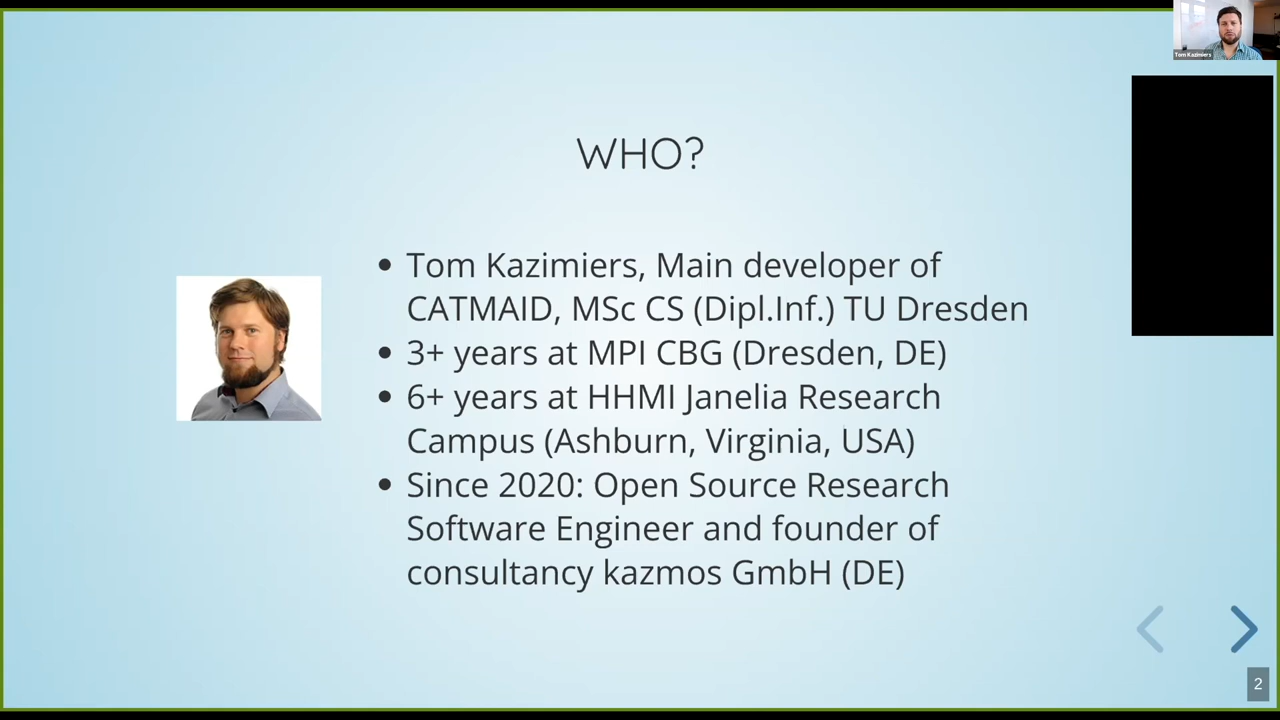 Tom Kazimiers
WHO?
• Tom Kazimiers, Main developer of
CATMAID, MSc CS (Dipl.Inf.) TU Dresden
• 3+ years at MPI CBG (Dresden, DE)
• 6+ years at HHMI Janelia Research
Campus (Ashburn, Virginia, USA)
• Since 2020: Open Source Research
Software Engineer and founder of
consultancy kazmos GmbH (DE)
2